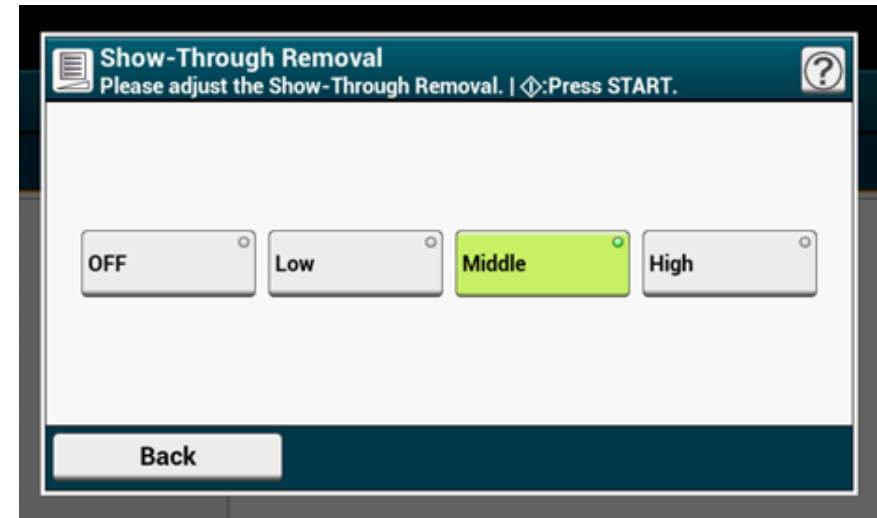 Show-Through Removal
Please adjust the Show-Through Removal. | :Press START.
?
OFF
Low
Middle
High
Back